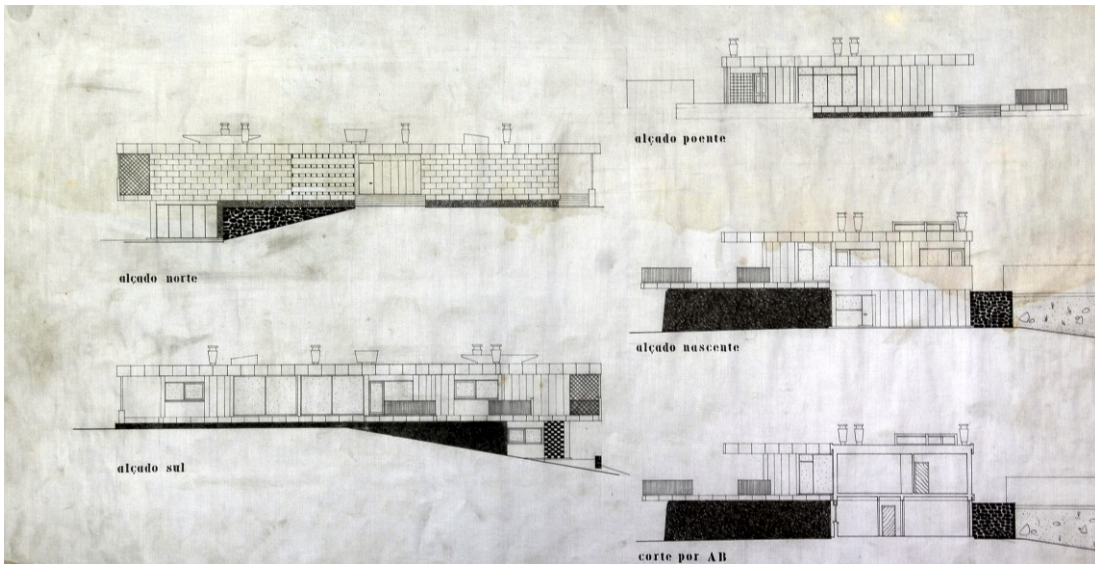 alçado norte
alçado sul
alçado poente
alçado nascente
corte por AB